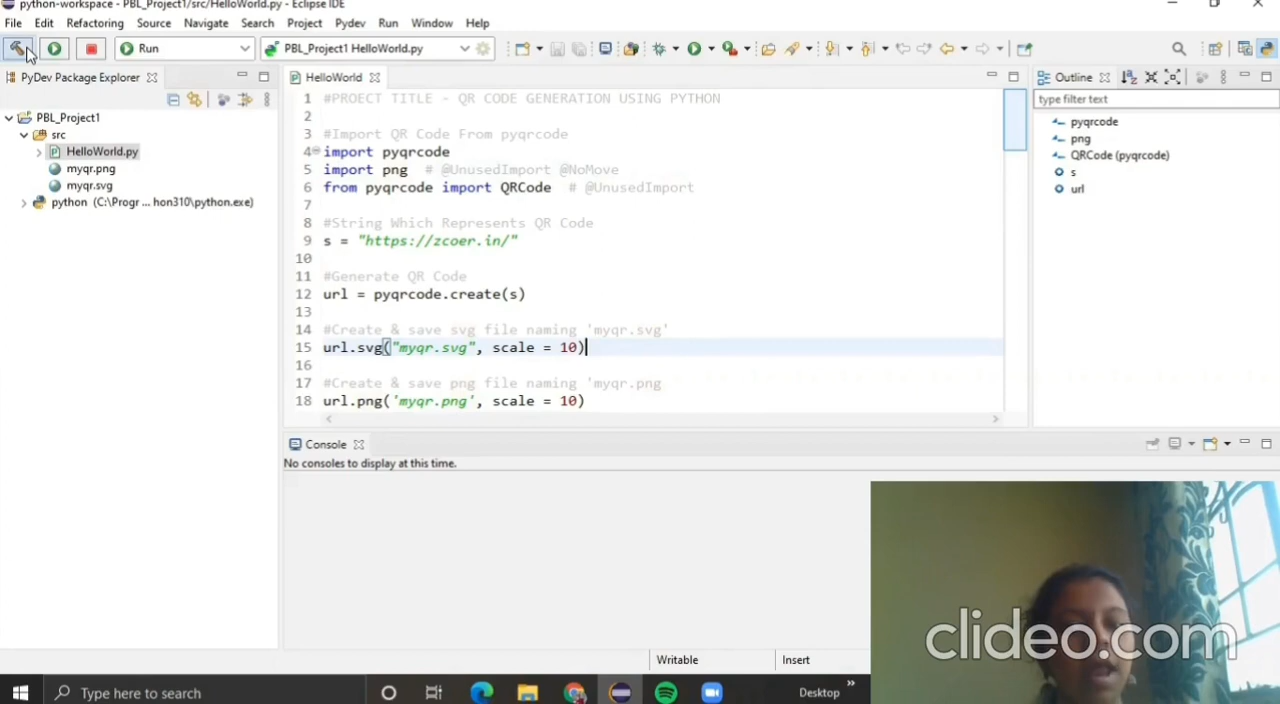 python-workspace - PBL_Project1/src/HelloWorld.py - Eclipse IDE
File Edit Refactoring Source Navigate Search Project Pydev Run Window Help
Run PBL_Project1 HelloWorld.py
PyDev Package Explorer
PBL_Project1
src
HelloWorld.py
myqr.png
myqr.svg
python (C:\Progr ... hon310\python.exe)
HelloWorld
1 #PROECT TITLE - QR CODE GENERATION USING PYTHON
2
3 #Import QR Code From pyqrcode
4 import pyqrcode
5 import png # @UnusedImport @NoMove
6 from pyqrcode import QRCode # @UnusedImport
7
8 #String Which Represents QR Code
9 s = "https://zcoer.in/"
10
11 #Generate QR Code
12 url = pyqrcode.create(s)
13
14 #Create & save svg file naming 'myqr.svg'
15 url.svg("myqr.svg", scale = 10)
16
17 #Create & save png file naming 'myqr.png
18 url.png('myqr.png', scale = 10)
Outline
type filter text
pyqrcode
png
QRCode (pyqrcode)
s
url
Console
No consoles to display at this time.
clideo.com
Writable Insert
Type here to search
Desktop